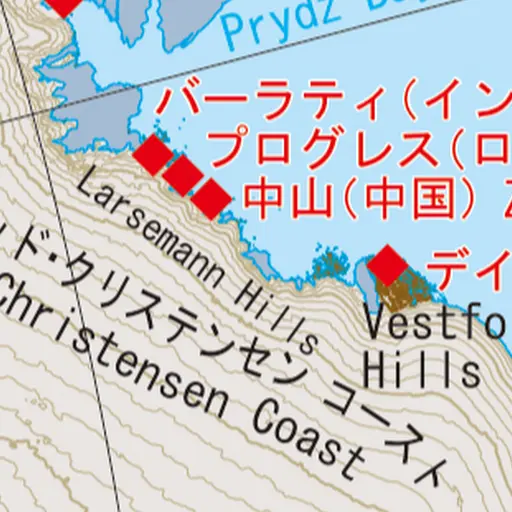 Prydz
バーラティ(イン
プログレス(ロ
中山(中国)
デイ
Larsemann Hills
Vestfo
Hills
ッド・クリステンセン コースト
Christensen Coast